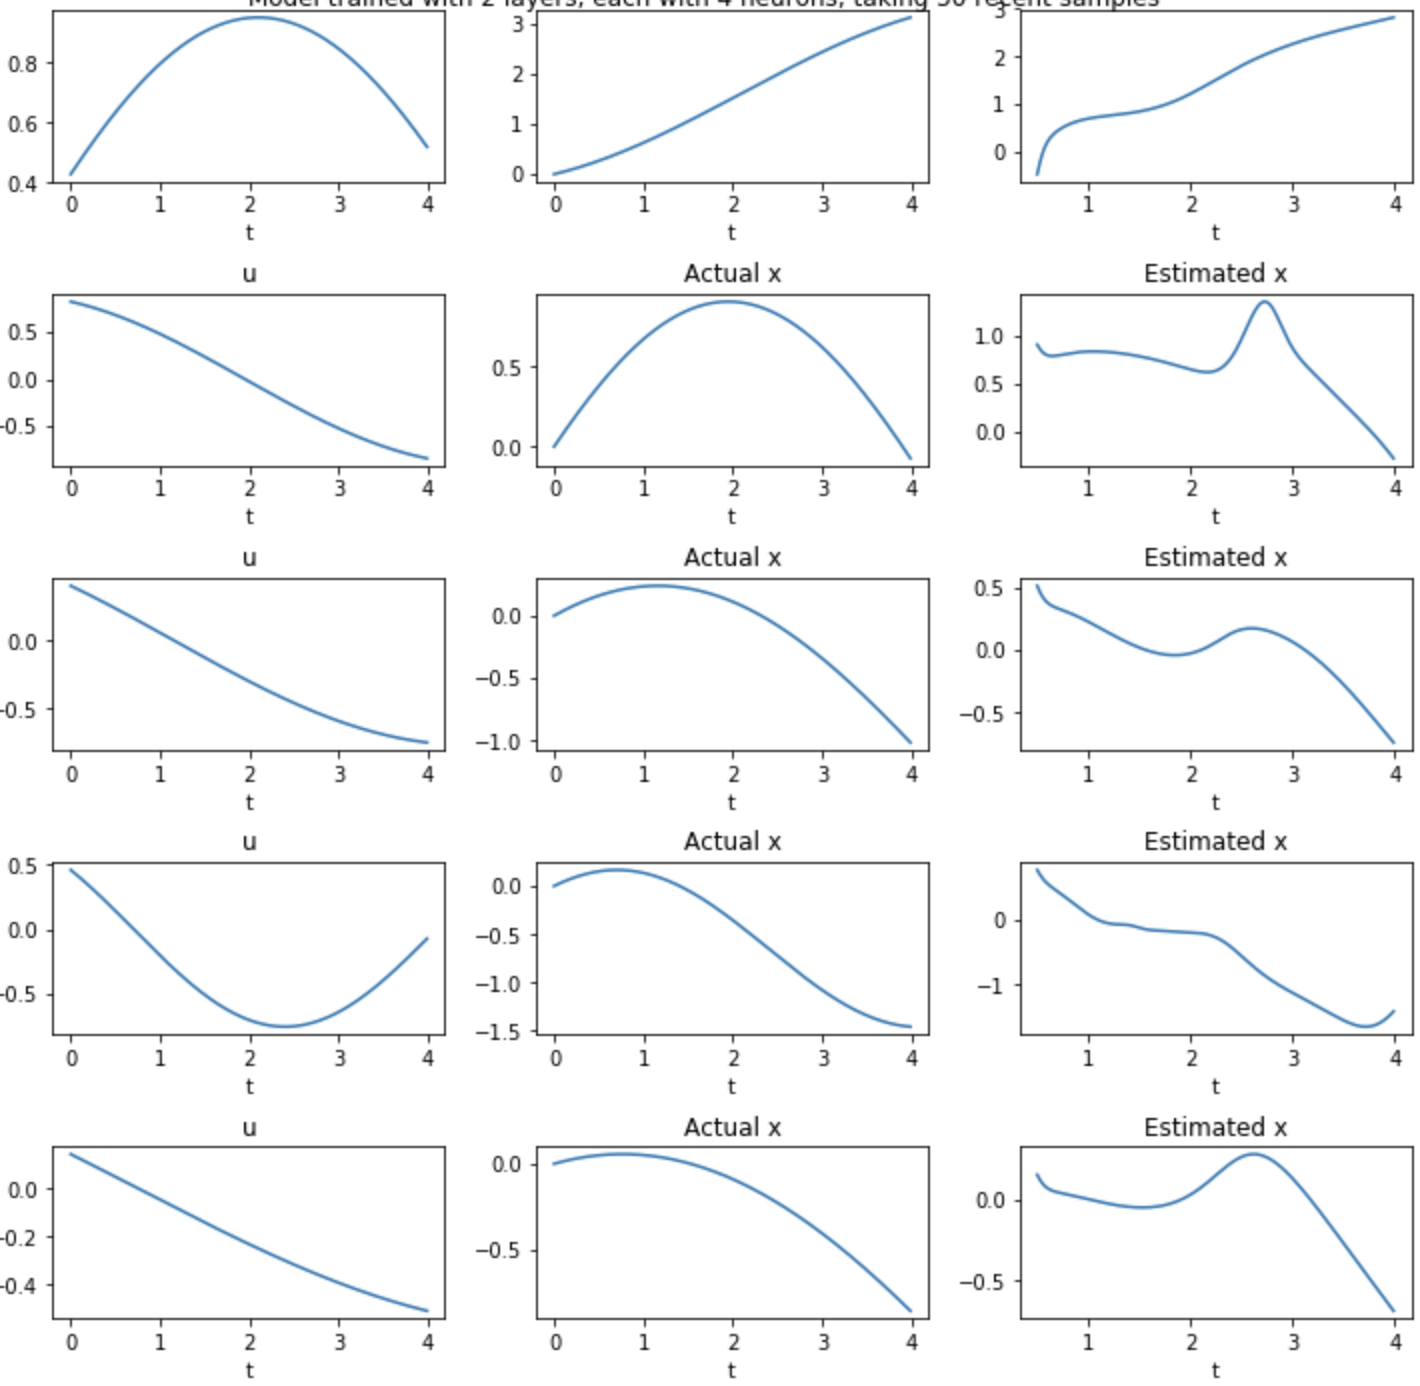 Model trained with 2 layers, each with 4 neurons, taking 50 recent samples
0.8
0.6
0.4
0 1 2 3 4
t
3
2
1
0
0 1 2 3 4
t
3
2
1
0
1 2 3 4
t
u
0.5
0.0
-0.5
0 1 2 3 4
t
Actual x
0.5
0.0
0 1 2 3 4
t
Estimated x
1.0
0.5
0.0
1 2 3 4
t
u
0.0
-0.5
0 1 2 3 4
t
Actual x
0.0
−0.5
−1.0
0 1 2 3 4
t
Estimated x
0.5
0.0
−0.5
1 2 3 4
t
u
0.5
0.0
-0.5
0 1 2 3 4
t
Actual x
0.0
−0.5
−1.0
−1.5
0 1 2 3 4
t
Estimated x
0
−1
1 2 3 4
t
u
0.0
-0.2
-0.4
0 1 2 3 4
t
Actual x
0.0
−0.5
0 1 2 3 4
t
Estimated x
0.0
−0.5
1 2 3 4
t